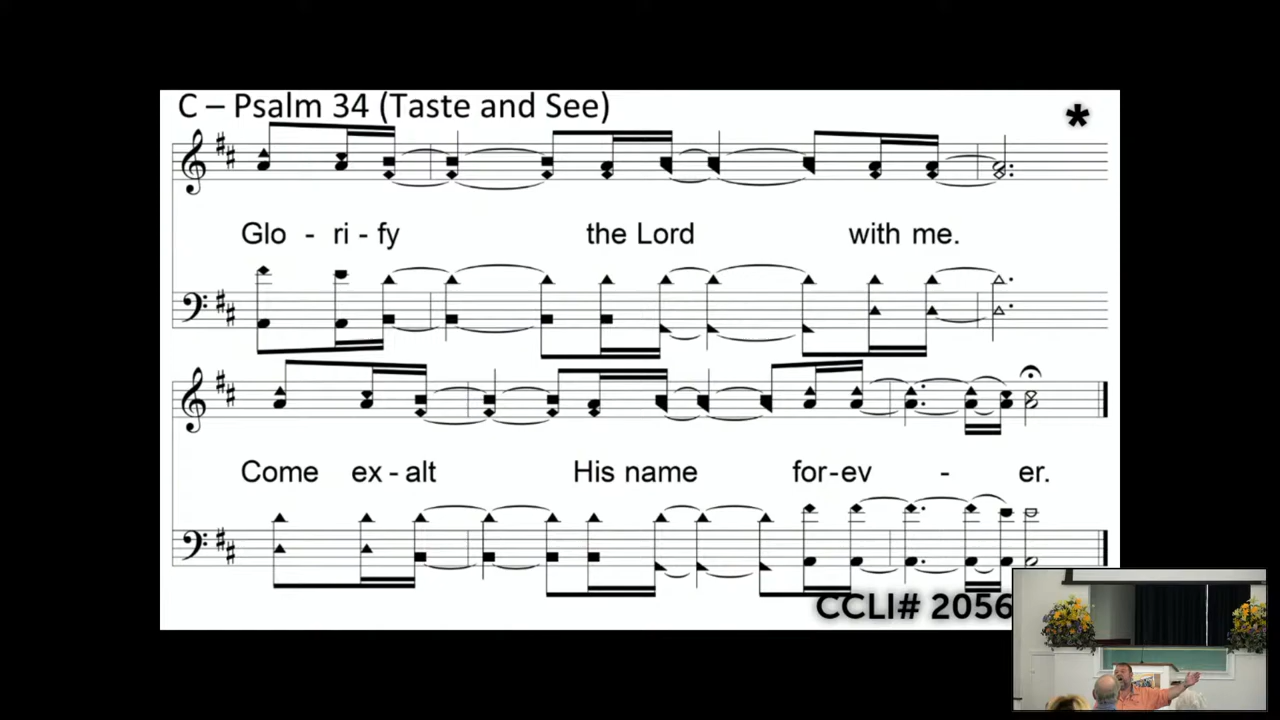 C – Psalm 34 (Taste and See)
*
Glo - ri - fy the Lord with me.
Come ex - alt His name for-ev - er.
CCLI# 2056